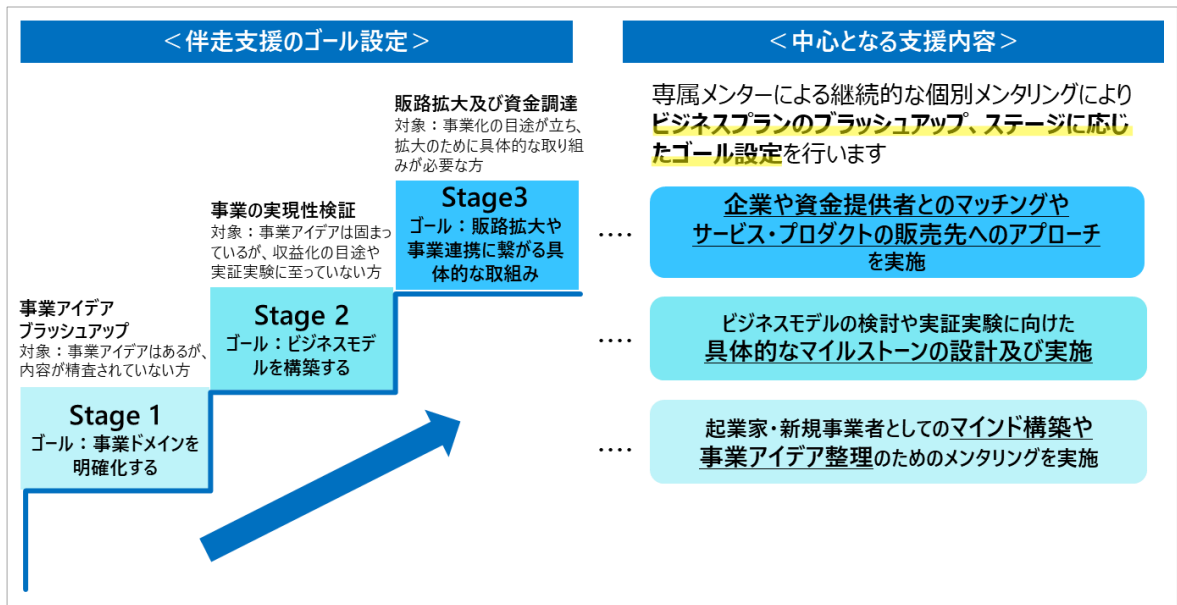 ＜伴走支援のゴール設定＞
販路拡大及び資金調達
対象：事業化の目途が立ち、
拡大のために具体的な取り組
みが必要な方
Stage3
ゴール：販路拡大や
事業連携に繋がる具
体的な取組み
事業の実現性検証
対象：事業アイデアは固まっ
ているが、収益化の目途や
実証実験に至っていない方
Stage 2
ゴール：ビジネスモデ
ルを構築する
事業アイデア
ブラッシュアップ
対象：事業アイデアはあるが、
内容が精査されていない方
Stage 1
ゴール：事業ドメインを
明確化する
＜中心となる支援内容＞
専属メンターによる継続的な個別メンタリングにより
ビジネスプランのブラッシュアップ、ステージに応じ
たゴール設定を行います
‥‥
企業や資金提供者とのマッチングや
サービス・プロダクトの販売先へのアプローチ
を実施
‥‥
ビジネスモデルの検討や実証実験に向けた
具体的なマイルストーンの設計及び実施
‥‥
起業家・新規事業者としてのマインド構築や
事業アイデア整理のためのメンタリングを実施